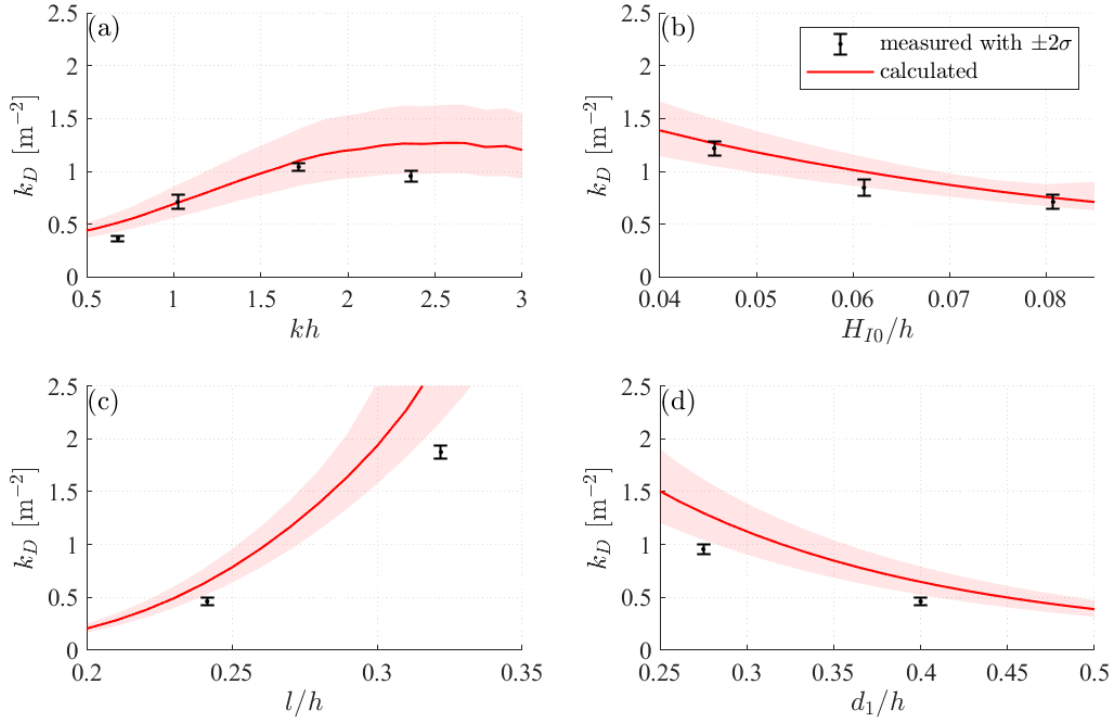 (a)
2.5
2
1.5
1
0.5
0
k_D [m^{-2}]
0.5 1 1.5 2 2.5 3
kh
(b)
measured with ±2σ
calculated
2.5
2
1.5
1
0.5
0
k_D [m^{-2}]
0.04 0.05 0.06 0.07 0.08
H_{I0}/h
(c)
2.5
2
1.5
1
0.5
0
k_D [m^{-2}]
0.2 0.25 0.3 0.35
l/h
(d)
2.5
2
1.5
1
0.5
0
k_D [m^{-2}]
0.25 0.3 0.35 0.4 0.45 0.5
d_1/h